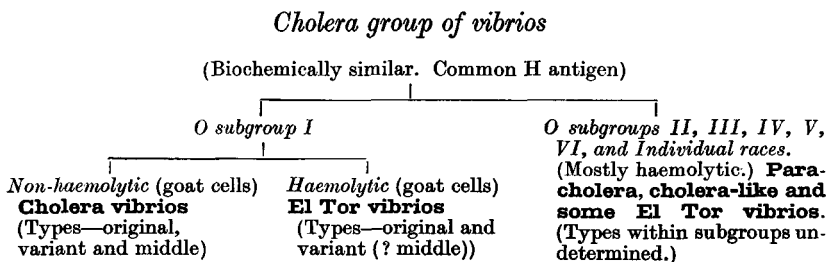 Cholera group of vibrios
(Biochemically similar. Common H antigen)
O subgroup I
Non-haemolytic (goat cells)
Cholera vibrios
(Types—original,
variant and middle)
Haemolytic (goat cells)
El Tor vibrios
(Types—original and
variant (? middle))
O subgroups II, III, IV, V,
VI, and Individual races.
(Mostly haemolytic.) Para-
cholera, cholera-like and
some El Tor vibrios.
(Types within subgroups un-
determined.)